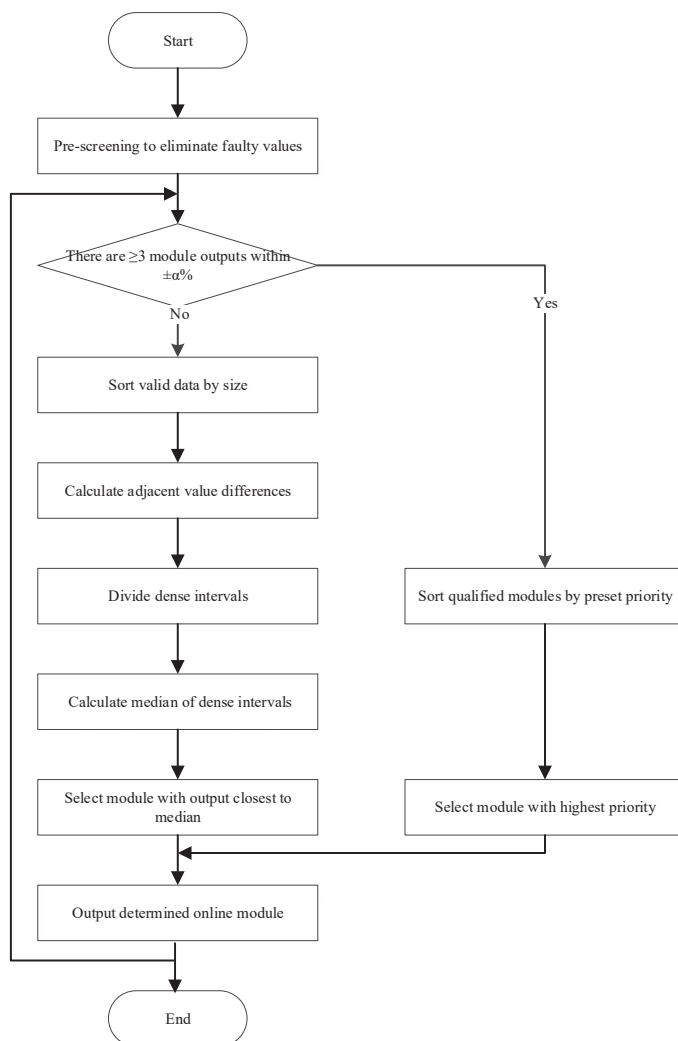 Start
Pre-screening to eliminate faulty values
There are ≥3 module outputs within
±α%
No
Yes
Sort valid data by size
Calculate adjacent value differences
Divide dense intervals
Sort qualified modules by preset priority
Calculate median of dense intervals
Select module with output closest to
median
Select module with highest priority
Output determined online module
End